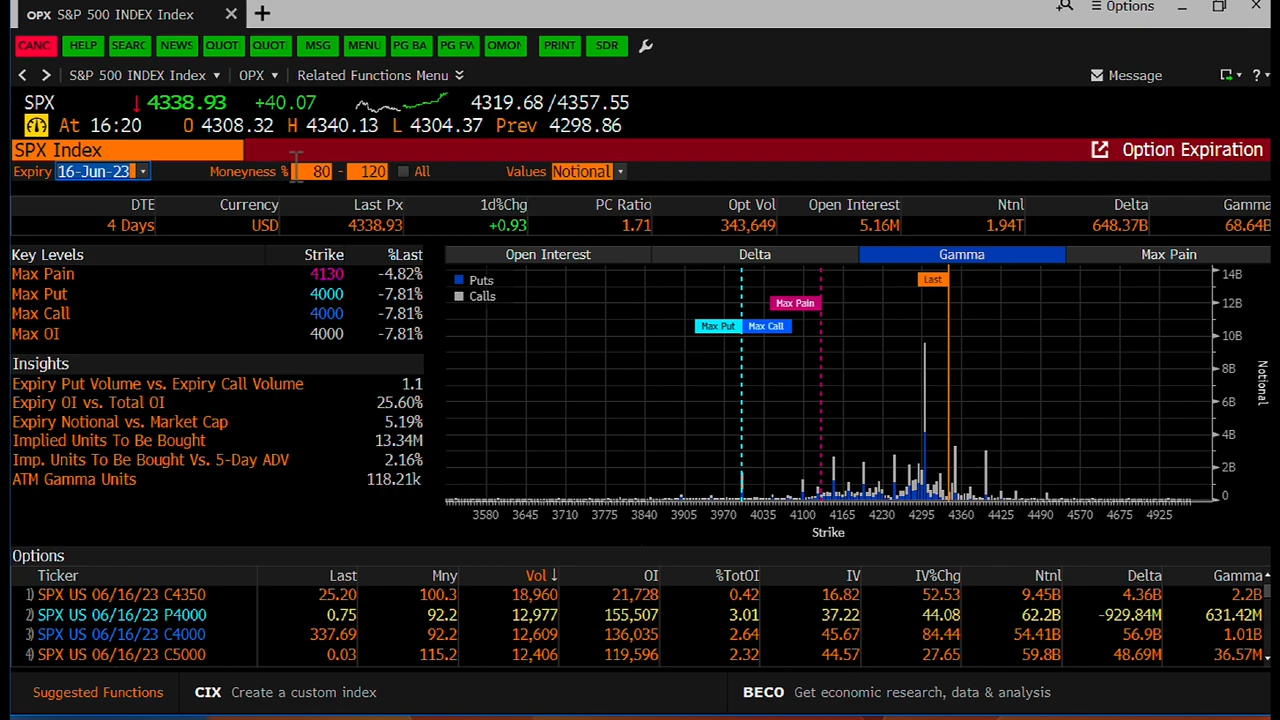 OPX S&P 500 INDEX Index ✕ +
Options
CANC HELP SEARC NEWS QUOT QUOT MSG MENU PG BA PG FW OMON PRINT SDR
S&P 500 INDEX Index OPX Related Functions Menu Message ?
SPX 4338.93 +40.07 4319.68/4357.55
At 16:20 O 4308.32 H 4340.13 L 4304.37 Prev 4298.86
SPX Index Option Expiration
Expiry 16-Jun-23 Moneyness % 80 - 120 All Values Notional
DTE Currency Last Px 1d%Chg PC Ratio Opt Vol Open Interest Ntnl Delta Gamma
4 Days USD 4338.93 +0.93 1.71 343,649 5.16M 1.94T 648.37B 68.64B
Key Levels Strike %Last
Max Pain 4130 -4.82%
Max Put 4000 -7.81%
Max Call 4000 -7.81%
Max OI 4000 -7.81%
Insights
Expiry Put Volume vs. Expiry Call Volume 1.1
Expiry OI vs. Total OI 25.60%
Expiry Notional vs. Market Cap 5.19%
Implied Units To Be Bought 13.34M
Imp. Units To Be Bought Vs. 5-Day ADV 2.16%
ATM Gamma Units 118.21k
Open Interest Delta Gamma Max Pain
Puts
Calls
Last
Max Pain
Max Put Max Call
14B
12B
10B
8B
6B
4B
2B
0
Notional
3580 3645 3710 3775 3840 3905 3970 4035 4100 4165 4230 4295 4360 4425 4490 4570 4675 4925
Strike
Options
Ticker Last Mny Vol ↓ OI %TotOI IV IV%Chg Ntnl Delta Gamma
1) SPX US 06/16/23 C4350 25.20 100.3 18,960 21,728 0.42 16.82 52.53 9.45B 4.36B 2.2B
2) SPX US 06/16/23 P4000 0.75 92.2 12,977 155,507 3.01 37.22 44.08 62.2B -929.84M 631.42M
3) SPX US 06/16/23 C4000 337.69 92.2 12,609 136,035 2.64 45.67 84.44 54.41B 56.9B 1.01B
4) SPX US 06/16/23 C5000 0.03 115.2 12,406 119,596 2.32 44.57 27.65 59.8B 48.69M 36.57M
Suggested Functions CIX Create a custom index BECO Get economic research, data & analysis